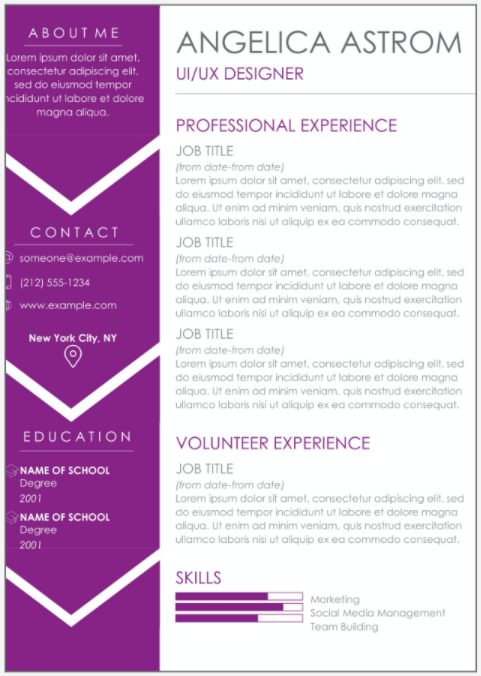 ABOUT ME
Lorem ipsum dolor sit amet,
consectetur adipiscing elit,
sed do eiusmod tempor
ncididunt ut labore et dolore
magna aliqua.
CONTACT
someone@example.com
(212) 555-1234
www.example.com
New York City, NY
EDUCATION
NAME OF SCHOOL
Degree
2001
NAME OF SCHOOL
Degree
2001
ANGELICA ASTROM
UI/UX DESIGNER
PROFESSIONAL EXPERIENCE
JOB TITLE
(from date-from date)
Lorem ipsum dolor sit amet, consectetur adipiscing elit, sed
do eiusmod tempor incididunt ut labore et dolore magna
aliqua. Ut enim ad minim veniam, quis nostrud exercitation
ullamco laboris nisi ut aliquip ex ea commodo consequat.
JOB TITLE
(from date-from date)
Lorem ipsum dolor sit amet, consectetur adipiscing elit, sed
do eiusmod tempor incididunt ut labore et dolore magna
aliqua. Ut enim ad minim veniam, quis nostrud exercitation
ullamco laboris nisi ut aliquip ex ea commodo consequat.
JOB TITLE
(from date-from date)
Lorem ipsum dolor sit amet, consectetur adipiscing elit, sed
do eiusmod tempor incididunt ut labore et dolore magna
aliqua. Ut enim ad minim veniam, quis nostrud exercitation
ullamco laboris nisi ut aliquip ex ea commodo consequat.
VOLUNTEER EXPERIENCE
JOB TITLE
(from date-from date)
Lorem ipsum dolor sit amet, consectetur adipiscing elit, sed
do eiusmod tempor incididunt ut labore et dolore magna
aliqua. Ut enim ad minim veniam, quis nostrud exercitation
ullamco laboris nisi ut aliquip ex ea commodo consequat.
SKILLS
Marketing
Social Media Management
Team Building